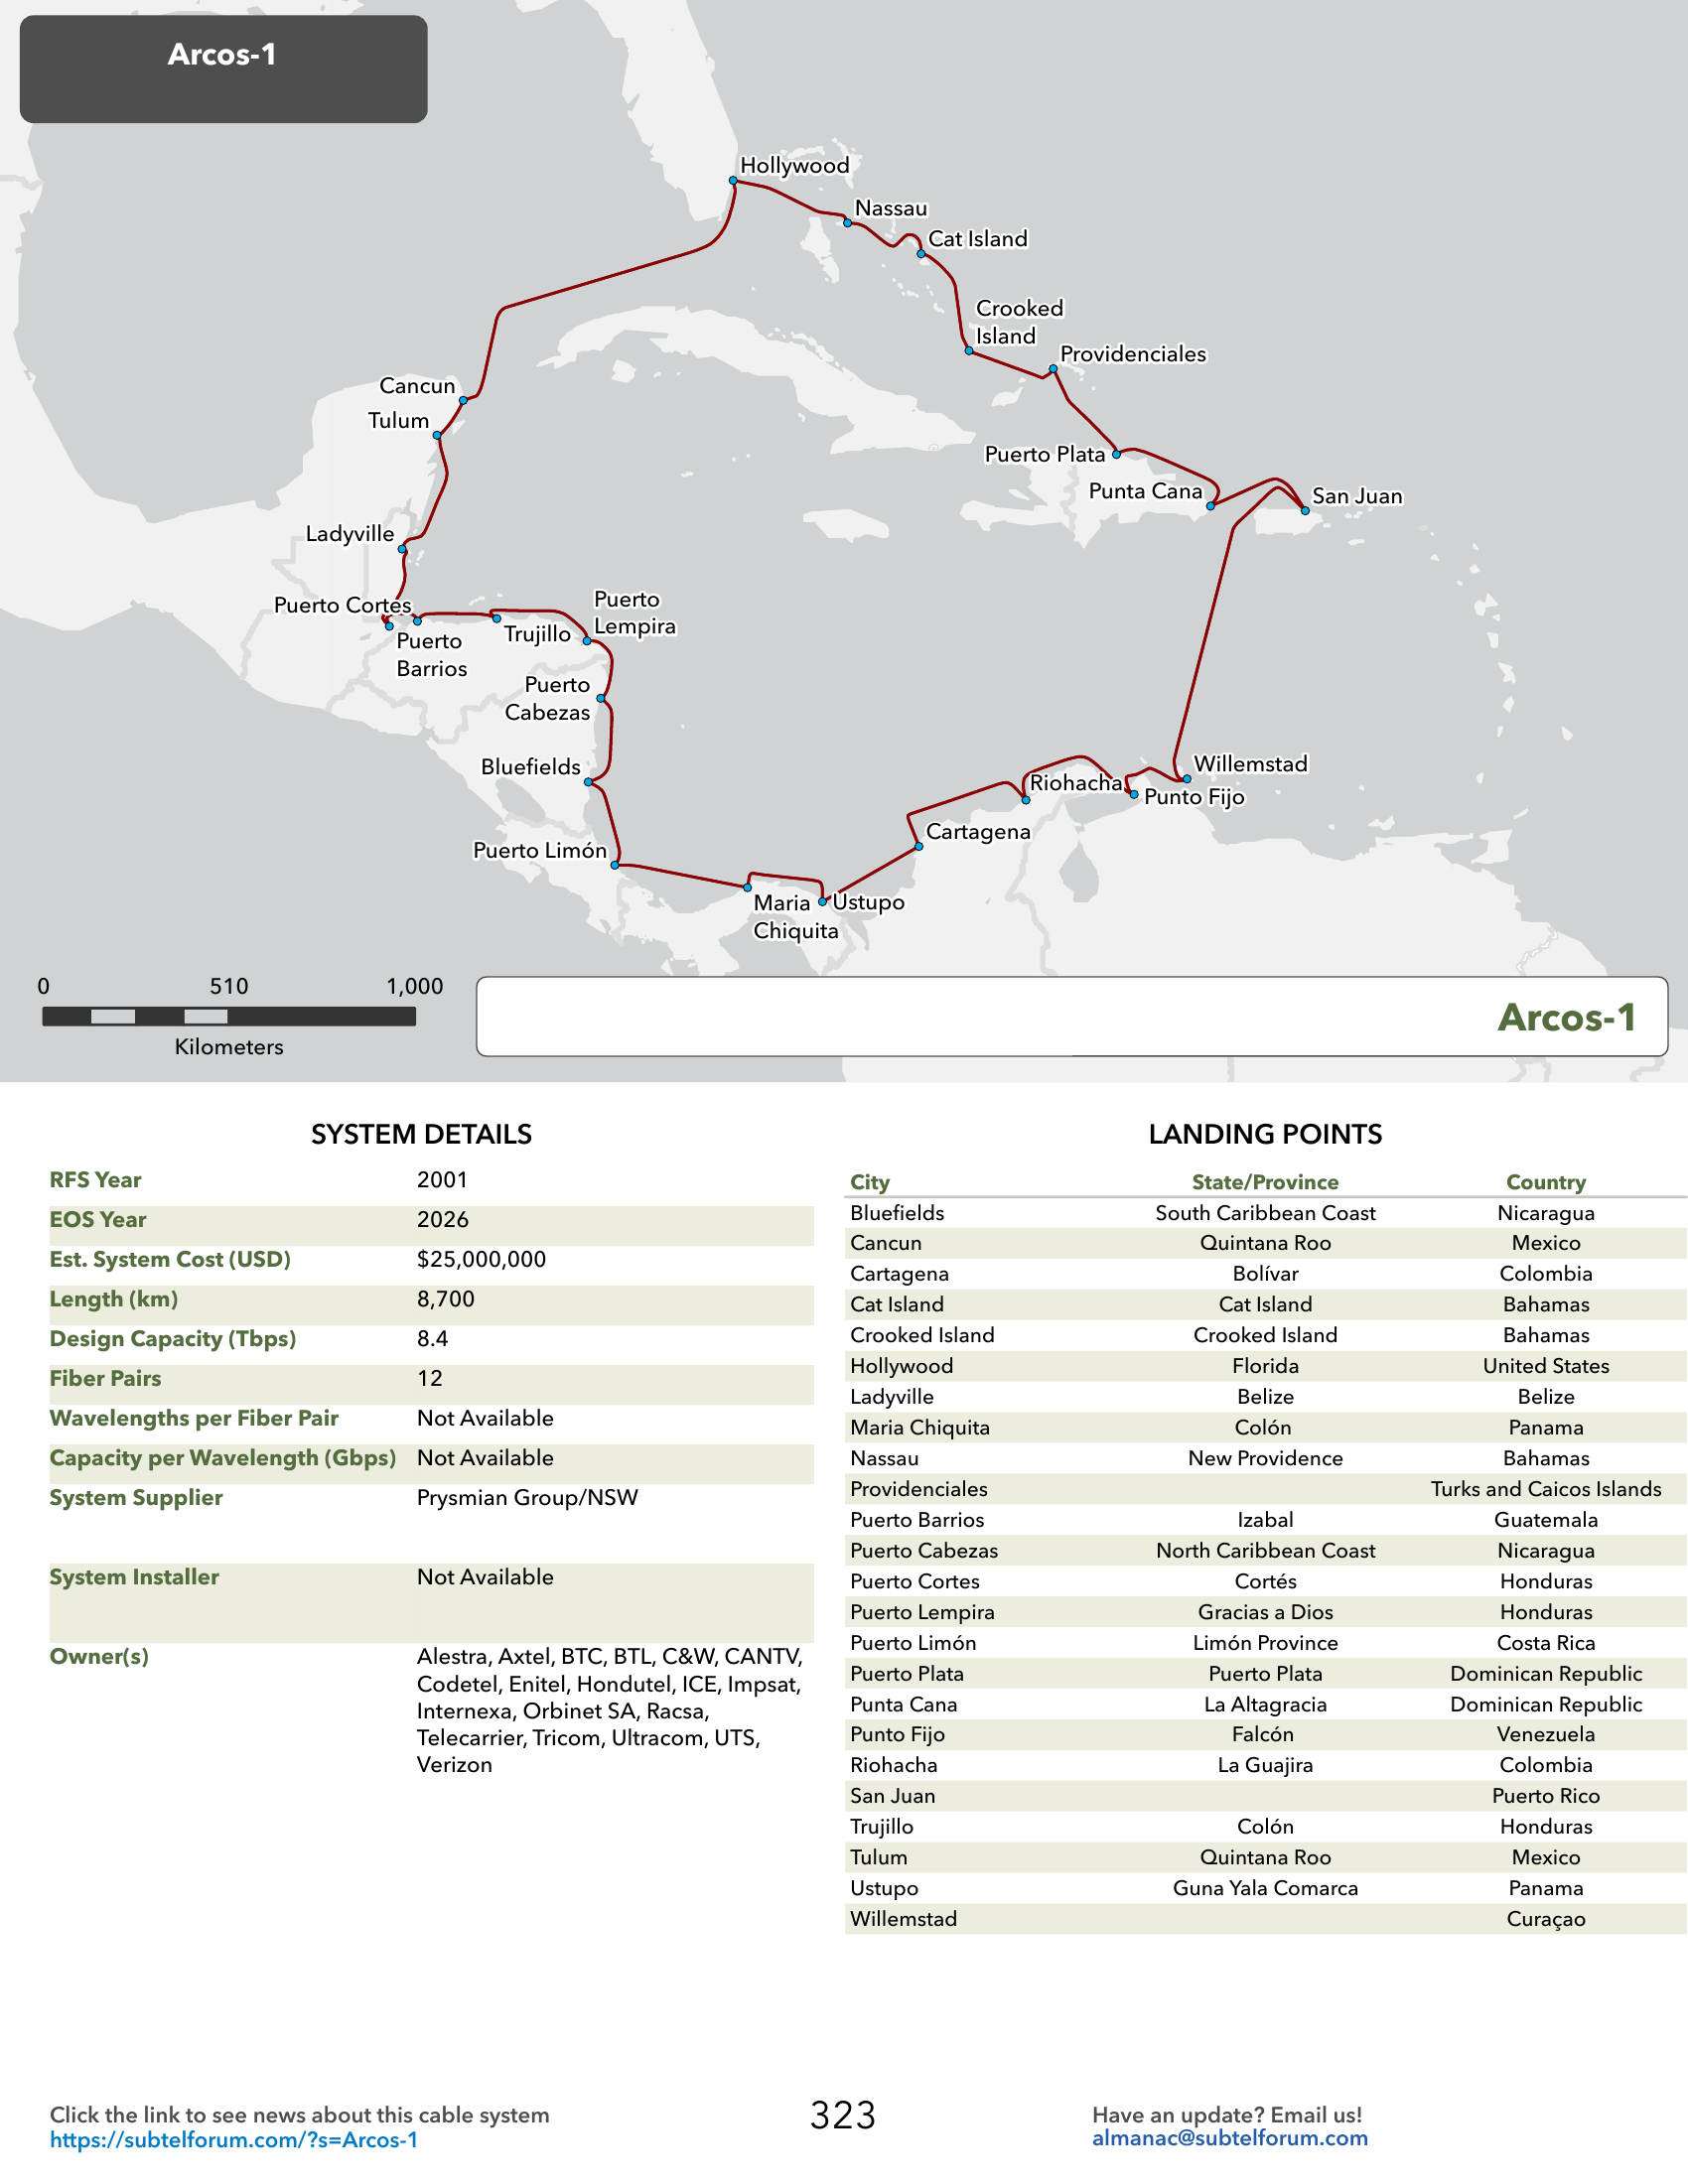 Arcos-1
Hollywood
Nassau
Cat Island
Crooked
Island
Providenciales
Cancun
Tulum
Puerto Plata
Punta Cana
San Juan
Ladyville
Puerto Cortes
Puerto
Barrios
Trujillo
Puerto
Lempira
Puerto
Cabezas
Bluefields
Willemstad
Riohacha
Punto Fijo
Cartagena
Puerto Limón
Maria
Chiquita
Ustupo
0 510 1,000
Kilometers
Arcos-1
SYSTEM DETAILS
RFS Year 2001
EOS Year 2026
Est. System Cost (USD) $25,000,000
Length (km) 8,700
Design Capacity (Tbps) 8.4
Fiber Pairs 12
Wavelengths per Fiber Pair Not Available
Capacity per Wavelength (Gbps) Not Available
System Supplier Prysmian Group/NSW
System Installer Not Available
Owner(s) Alestra, Axtel, BTC, BTL, C&W, CANTV,
Codetel, Enitel, Hondutel, ICE, Impsat,
Internexa, Orbinet SA, Racsa,
Telecarrier, Tricom, Ultracom, UTS,
Verizon
LANDING POINTS
City State/Province Country
Bluefields South Caribbean Coast Nicaragua
Cancun Quintana Roo Mexico
Cartagena Bolívar Colombia
Cat Island Cat Island Bahamas
Crooked Island Crooked Island Bahamas
Hollywood Florida United States
Ladyville Belize Belize
Maria Chiquita Colón Panama
Nassau New Providence Bahamas
Providenciales Turks and Caicos Islands
Puerto Barrios Izabal Guatemala
Puerto Cabezas North Caribbean Coast Nicaragua
Puerto Cortes Cortés Honduras
Puerto Lempira Gracias a Dios Honduras
Puerto Limón Limón Province Costa Rica
Puerto Plata Puerto Plata Dominican Republic
Punta Cana La Altagracia Dominican Republic
Punto Fijo Falcón Venezuela
Riohacha La Guajira Colombia
San Juan Puerto Rico
Trujillo Colón Honduras
Tulum Quintana Roo Mexico
Ustupo Guna Yala Comarca Panama
Willemstad Curaçao
Click the link to see news about this cable system
https://subtelforum.com/?s=Arcos-1
323
Have an update? Email us!
almanac@subtelforum.com